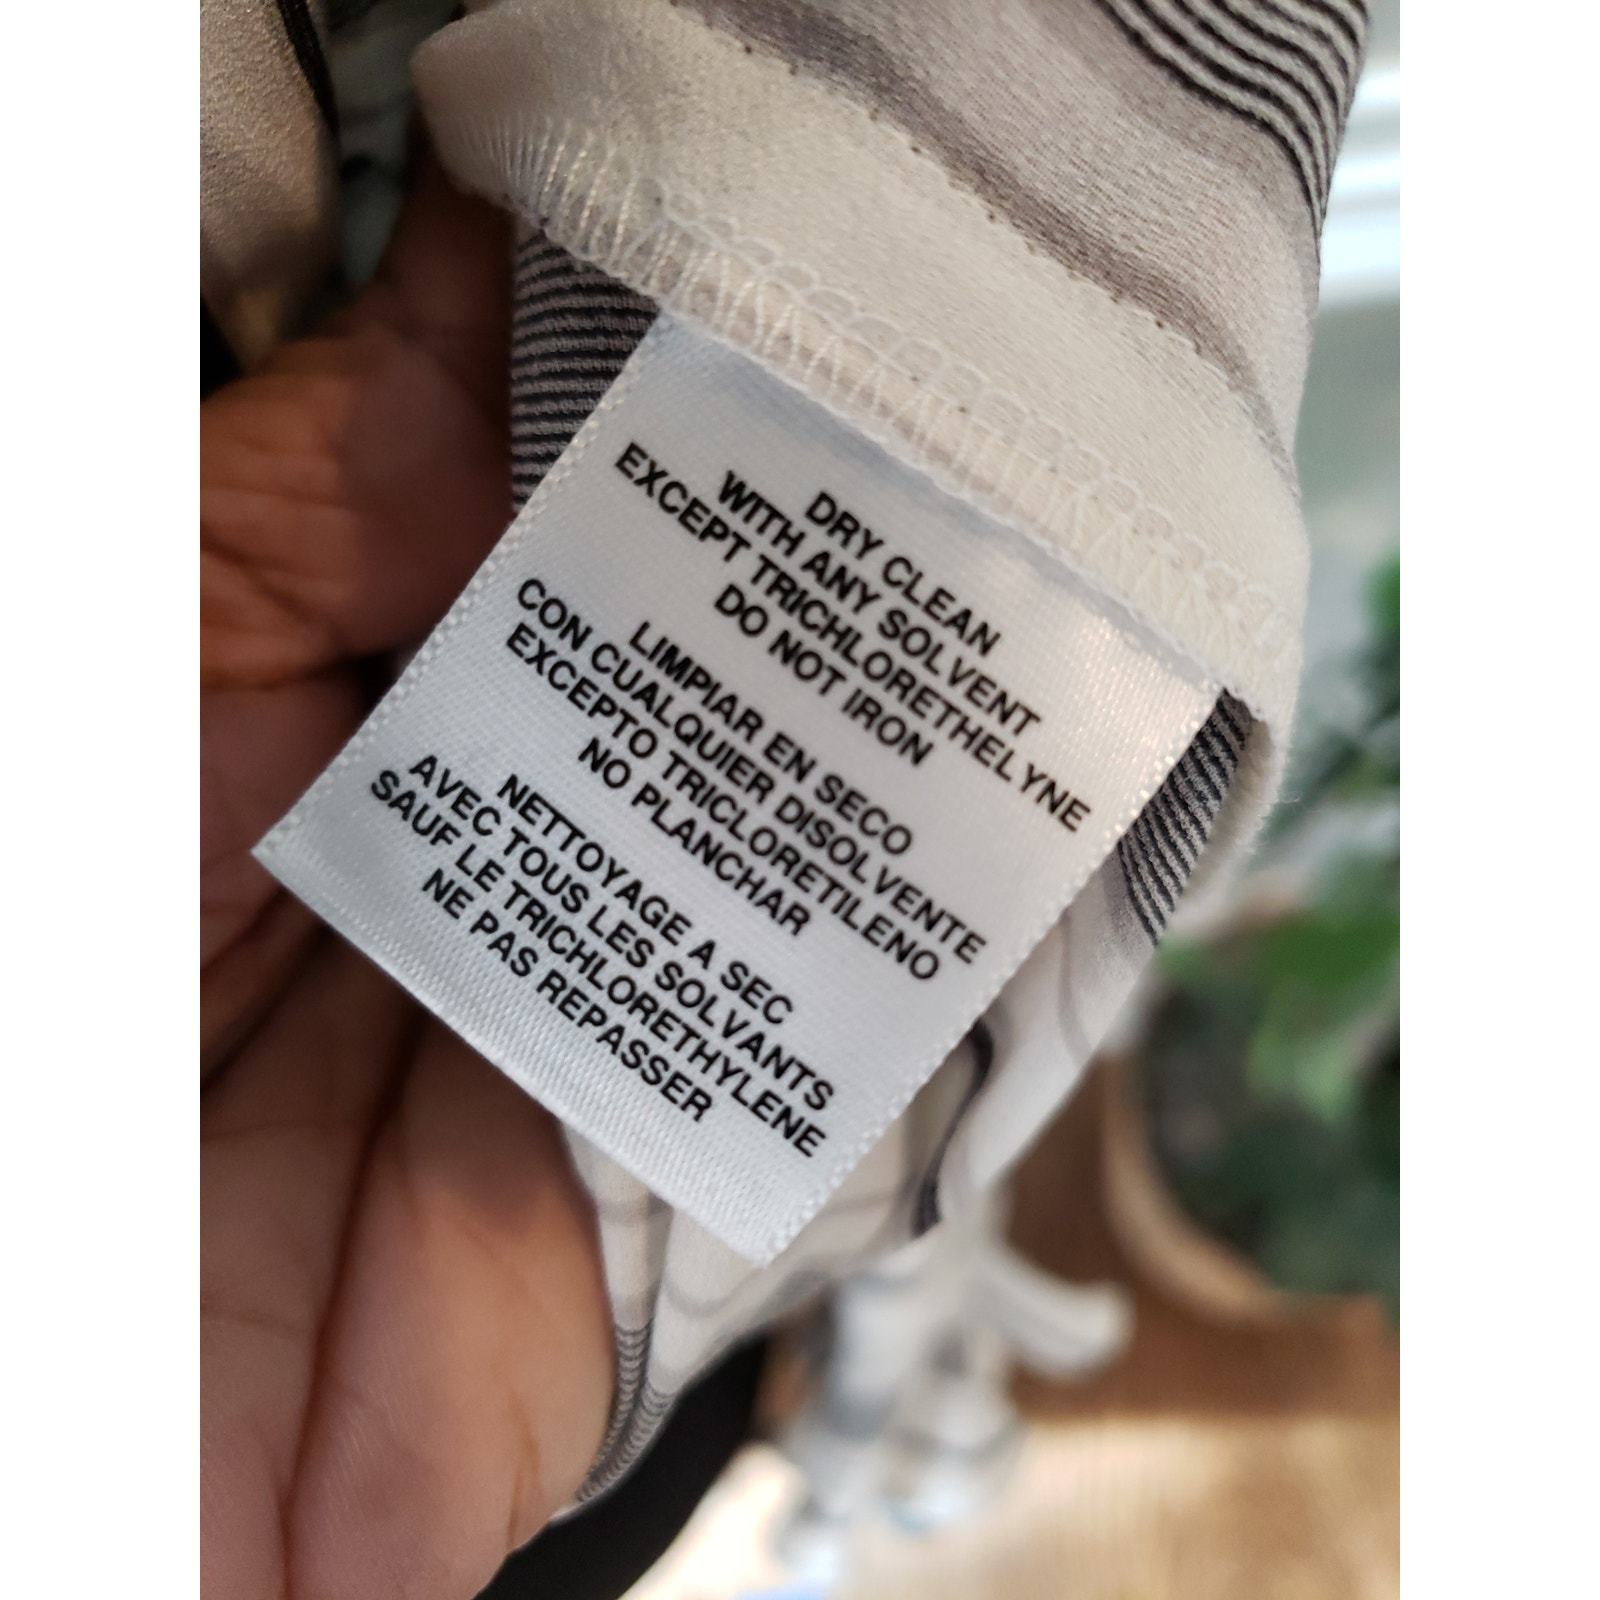 DRY CLEAN
WITH ANY SOLVENT
EXCEPT TRICHLORETHELYNE
DO NOT IRON
LIMPIAR EN SECO
CON CUALQUIER DISOLVENTE
EXCEPTO TRICLORETILENO
NO PLANCHAR
NETTOYAGE A SEC
AVEC TOUS LES SOLVANTS
SAUF LE TRICHLORETHYLENE
NE PAS REPASSER